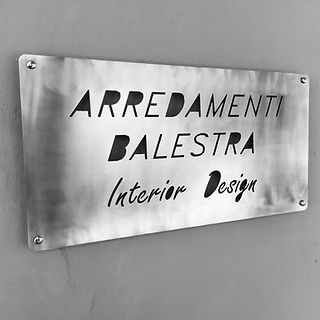 ARREDAMENTI
BALESTRA
Interior Design